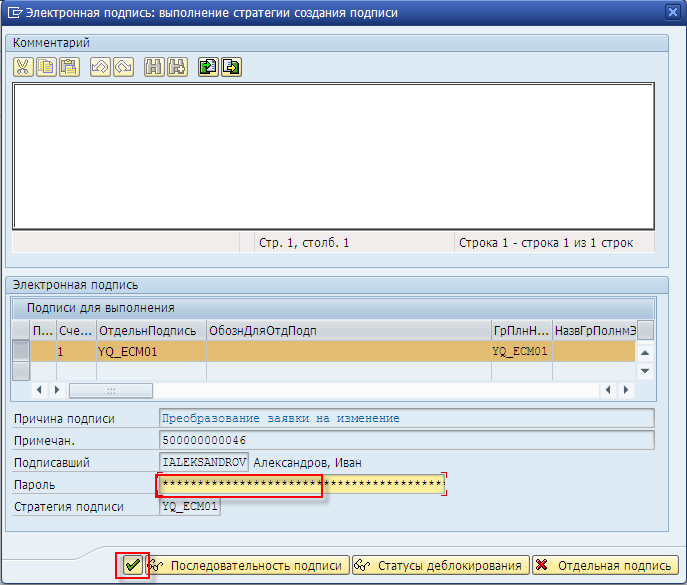 Электронная подпись: выполнение стратегии создания подписи
Комментарий
Стр. 1, столб. 1 Строка 1 - строка 1 из 1 строк
Электронная подпись
Подписи для выполнения
П... Сче... ОтдельнПодпись ОбознДляОтдПодп ГрПлнН... НазвГрПолнмЭ
1 YQ_ECM01 YQ_ECM01
Причина подписи Преобразование заявки на изменение
Примечан. 500000000046
Подписавший IALEKSANDROV Александров, Иван
Пароль ****************************************
Стратегия подписи YQ_ECM01
Последовательность подписи Статусы деблокирования Отдельная подпись